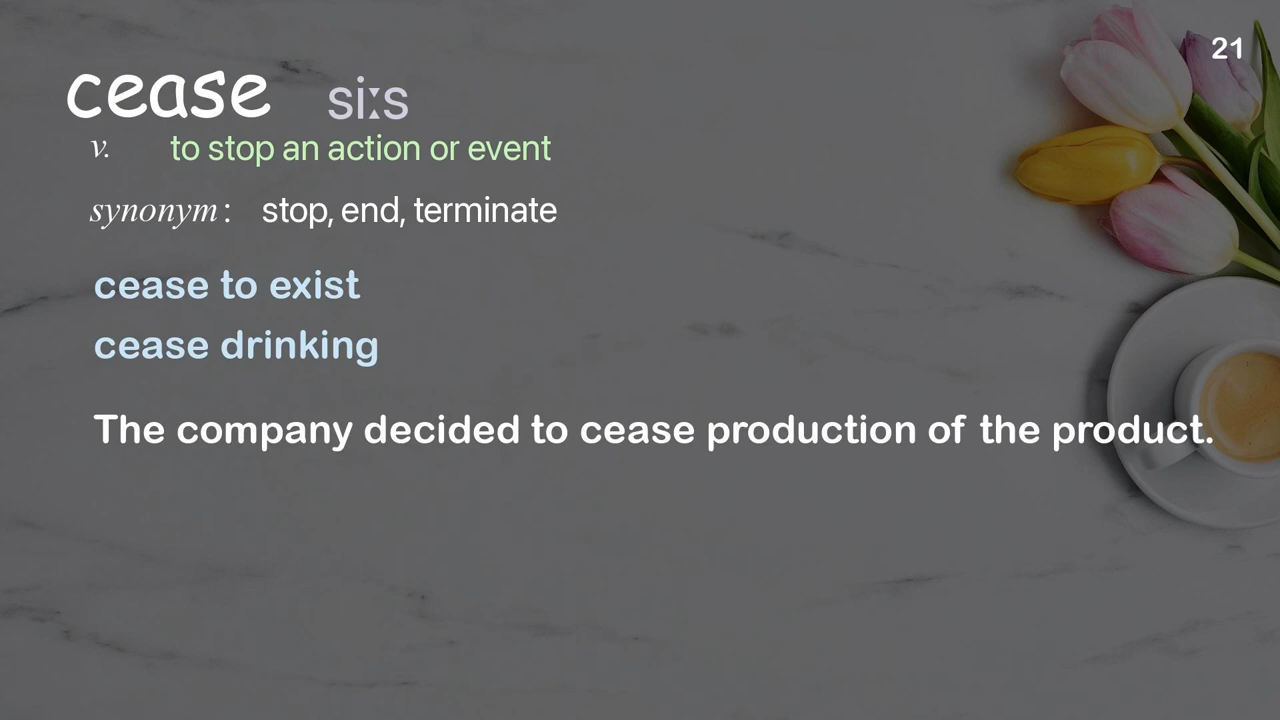 21
cease siːs
v. to stop an action or event
synonym: stop, end, terminate
cease to exist
cease drinking
The company decided to cease production of the product.